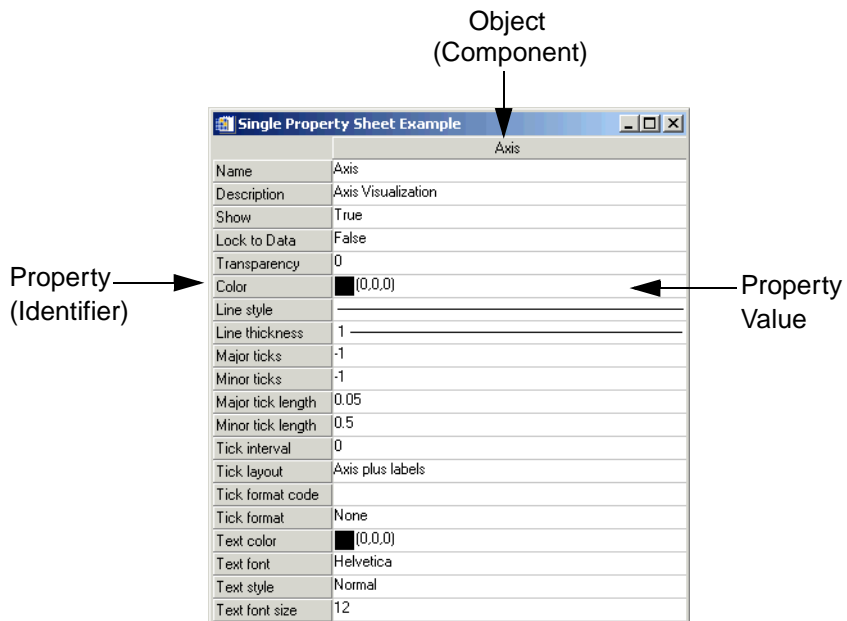 Object
(Component)
Single Property Sheet Example
Axis
Name Axis
Description Axis Visualization
Show True
Lock to Data False
Transparency 0
Property
(Identifier)
Color (0,0,0)
Property
Value
Line style
Line thickness 1
Major ticks -1
Minor ticks -1
Major tick length 0.05
Minor tick length 0.5
Tick interval 0
Tick layout Axis plus labels
Tick format code
Tick format None
Text color (0,0,0)
Text font Helvetica
Text style Normal
Text font size 12